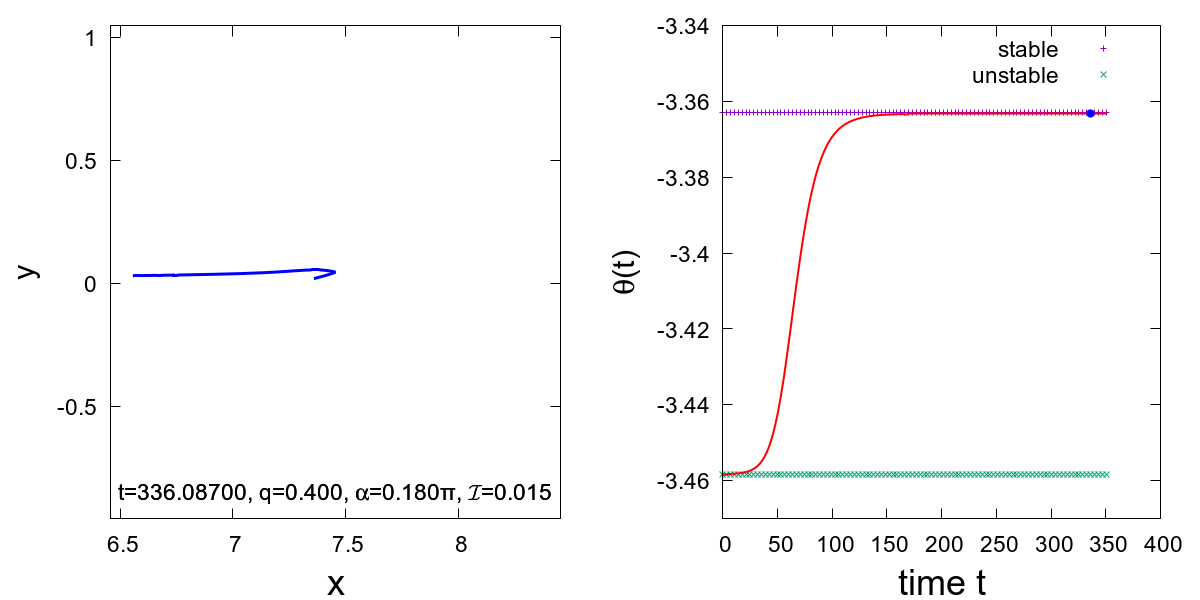 1
0.5
0
-0.5
6.5 7 7.5 8
x
y
t=336.08700, q=0.400, α=0.180π, ℐ=0.015
-3.34
-3.36
-3.38
-3.4
-3.42
-3.44
-3.46
0 50 100 150 200 250 300 350 400
time t
θ(t)
stable
unstable